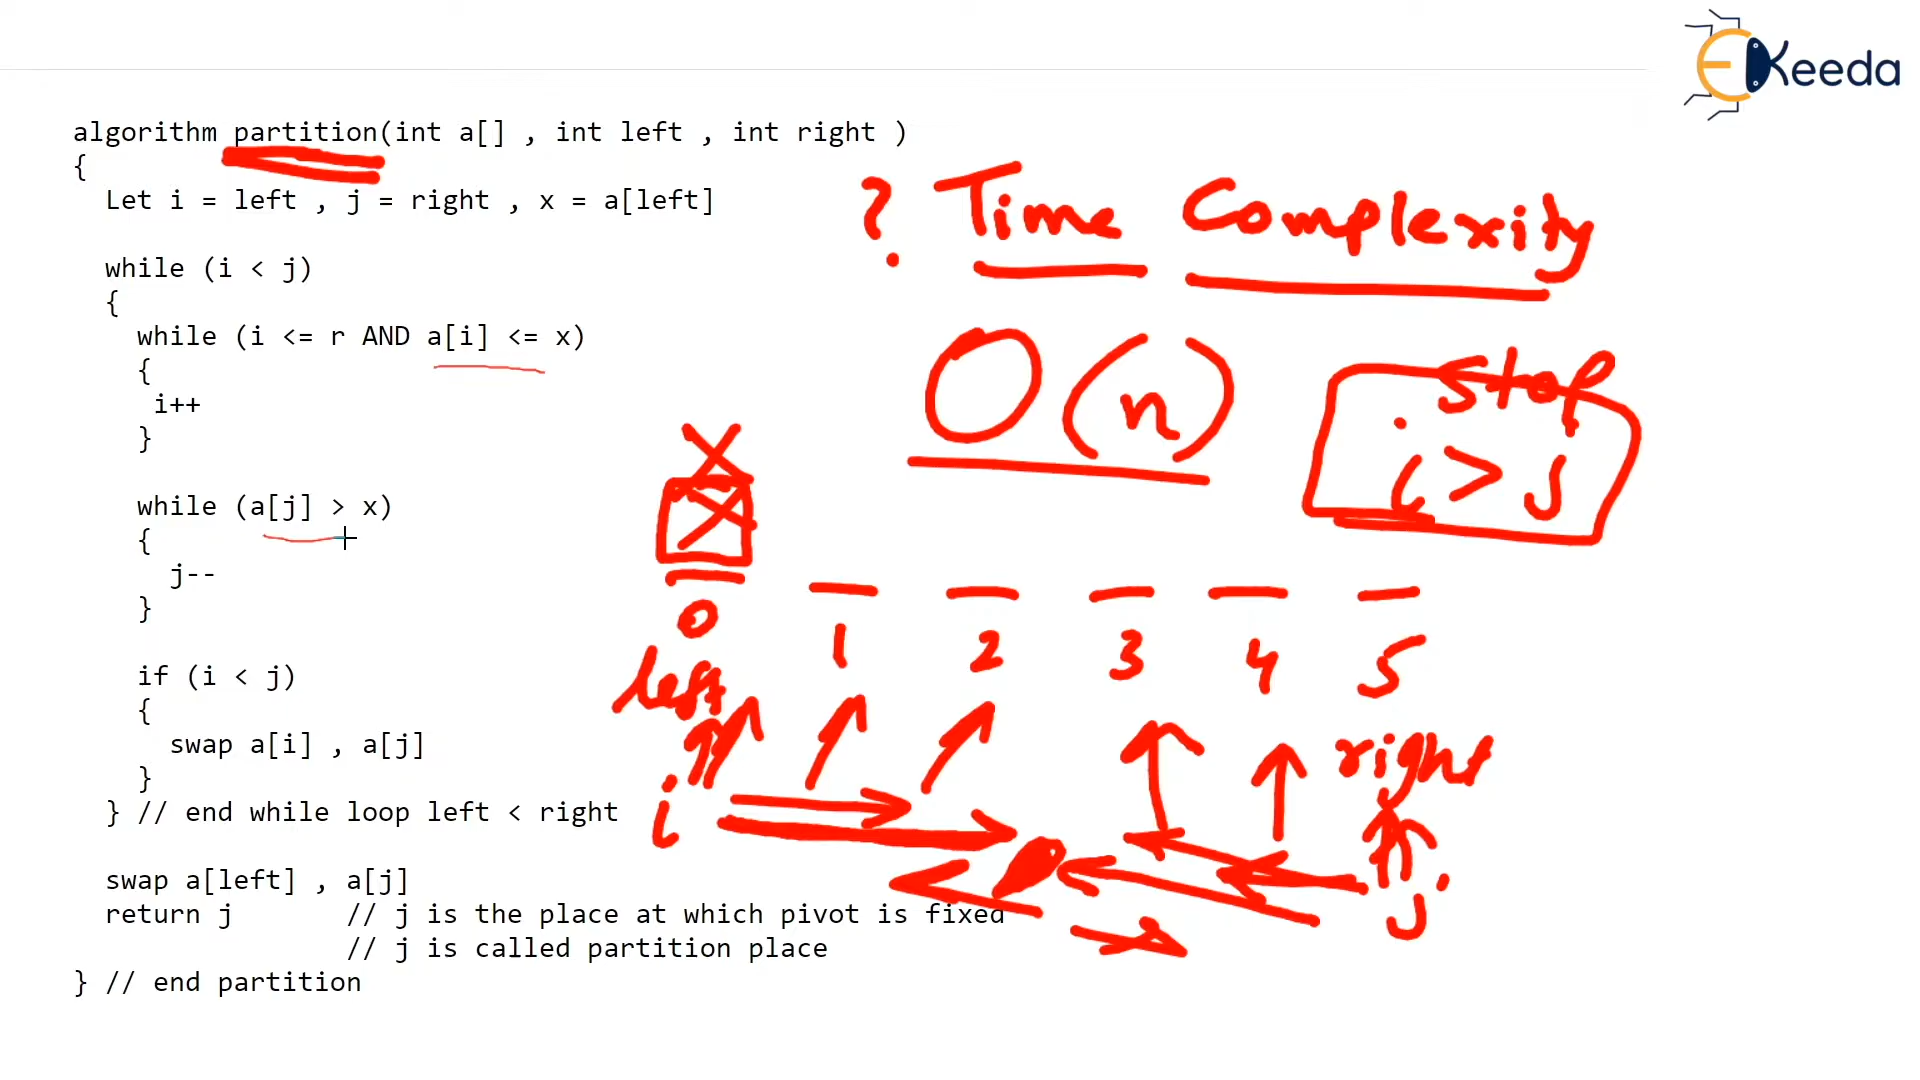 EKeeda
algorithm partition(int a[] , int left , int right )
{
Let i = left , j = right , x = a[left]
while (i < j)
{
while (i <= r AND a[i] <= x)
{
i++
}
while (a[j] > x)
{
j--
}
if (i < j)
{
swap a[i] , a[j]
}
} // end while loop left < right
swap a[left] , a[j]
return j // j is the place at which pivot is fixed
// j is called partition place
} // end partition
? Time Complexity
O(n)
stop
i > j
X
0 1 2 3 4 5
left
right
i
j